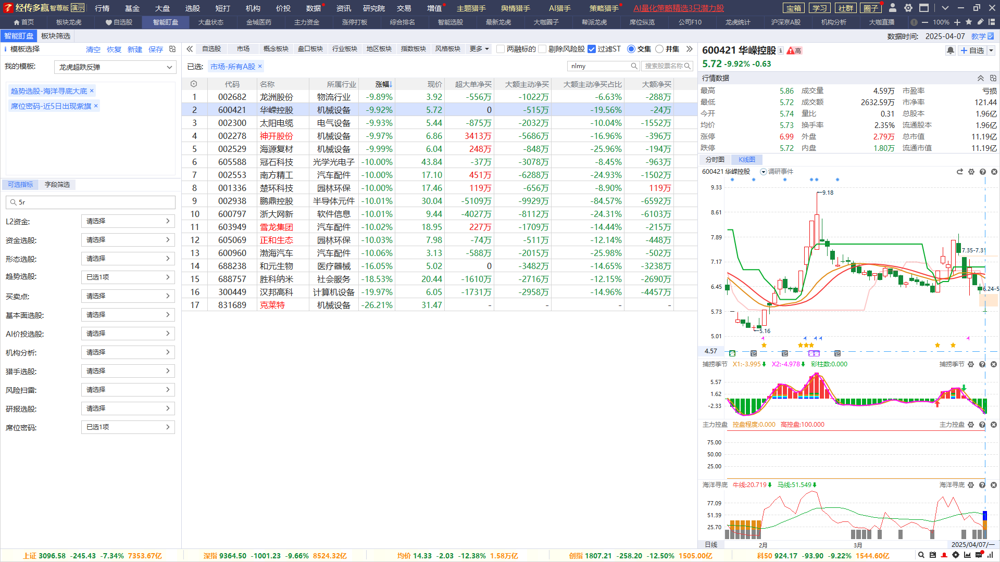 经传多赢 智尊版 演示 行情 基金 大盘 选股 短打 机构 价投 数据 资讯 研究院 交易 增值 主题猎手 舆情猎手 AI猎手 策略猎手 AI量化策略精选3只潜力股 宝箱 学习 社群 圈子
首页 板块龙虎 自选股 智能盯盘 大盘状态 金城医药 主力资金 涨停打板 综合排名 智能选股 最新龙虎 大咖圈子 帮派龙虎 席位纵览 公司F10 龙虎统计 沪深京A股 机构分析 大咖直播 100%
智能盯盘 板块筛选 数据时间: 2025-04-07 教学
模板选择 清空 恢复 新建 保存
我的模板: 龙虎超跌反弹
趋势选股-海洋寻底大底 ×
席位密码-近5日出现紫旗 ×
可选指标 字段筛选
5r
L2资金: 请选择
资金选股: 请选择
形态选股: 请选择
趋势选股: 已选1项
买卖点: 请选择
基本面选股: 请选择
AI价投选股: 请选择
机构分析: 请选择
猎手选股: 请选择
风险扫雷: 请选择
研报选股: 请选择
席位密码: 已选1项
自选股 市场 概念板块 盘口板块 行业板块 地区板块 指数板块 风格板块 更多 两融标的 剔除风险股 过滤ST 交集 并集
已选: 市场-所有A股 × nlmy 搜索股票名称
代码 名称 所属行业 涨幅↓ 现价 超大单净买 大额主动净买 大额主动净买占比 大额净买
1 002682 龙洲股份 物流行业 -9.89% 3.92 -556万 -1022万 -6.63% -288万
2 600421 华嵘控股 机械设备 -9.92% 5.72 0 -515万 -19.56% -24万
3 002300 太阳电缆 电气设备 -9.93% 5.44 -875万 -2032万 -10.04% -1552万
4 002278 神开股份 机械设备 -9.97% 6.86 3413万 -5686万 -16.96% -396万
5 002529 海源复材 机械设备 -9.99% 6.04 248万 -848万 -25.96% -194万
6 605588 冠石科技 光学光电子 -10.00% 43.84 -37万 -3078万 -8.45% -963万
7 002553 南方精工 汽车配件 -10.00% 17.10 451万 -6288万 -24.93% -1502万
8 001336 楚环科技 园林环保 -10.00% 17.46 119万 -656万 -8.90% 119万
9 002938 鹏鼎控股 半导体元件 -10.01% 30.04 -5109万 -9929万 -84.57% -6592万
10 600797 浙大网新 软件信息 -10.01% 9.44 -4027万 -8112万 -24.31% -6103万
11 603949 雪龙集团 汽车配件 -10.02% 18.95 227万 -1709万 -14.44% -215万
12 605069 正和生态 园林环保 -10.03% 7.98 -74万 -511万 -12.14% -448万
13 600960 渤海汽车 汽车配件 -10.06% 3.13 -588万 -2015万 -25.98% -502万
14 688238 和元生物 医疗器械 -16.05% 5.02 0 -3482万 -14.65% -3238万
15 688757 胜科纳米 社会服务 -18.53% 20.44 -1610万 -2716万 -12.15% -2690万
16 300449 汉邦高科 计算机设备 -19.97% 6.05 -1731万 -2958万 -14.96% -4457万
17 831689 克莱特 机械设备 -26.21% 31.47 - - - -
600421 华嵘控股 高 自选
5.72 -9.92% -0.63
行情数据
最高 5.86 成交量 4.59万 市盈率 亏损
最低 5.72 成交额 2632.59万 市净率 121.44
今开 5.74 量比 0.31 总股本 1.96亿
均价 5.73 换手率 2.35% 流通股本 1.96亿
涨停 6.99 外盘 2.79万 总市值 11.19亿
跌停 5.72 内盘 1.80万 流通市值 11.19亿
分时图 K线图
600421 华嵘控股 调研事件
9.33
9.18
8.61
7.89
7.35-7.31
7.17
6.45
6.24-5
5.73
5.16
5.01
4.57
捕捞季节 X1:-3.995 X2:-4.978 彩柱数:0.000 捕捞季节
5.57
1.62
-2.33
主力控盘 控盘程度:0.000 高控盘:100.000 主力控盘
75.00
50.00
25.00
海洋寻底 牛线:20.719 马线:51.549 海洋寻底
77.09
51.39
25.70
日线 2月 3月 2025/04/07/一
上证 3096.58 -245.43 -7.34% 7353.67亿 深指 9364.50 -1001.23 -9.66% 8524.32亿 均价 14.33 -2.03 -12.38% 1.58万亿 创指 1807.21 -258.20 -12.50% 1505.00亿 科50 924.17 -93.90 -9.22% 1544.60亿